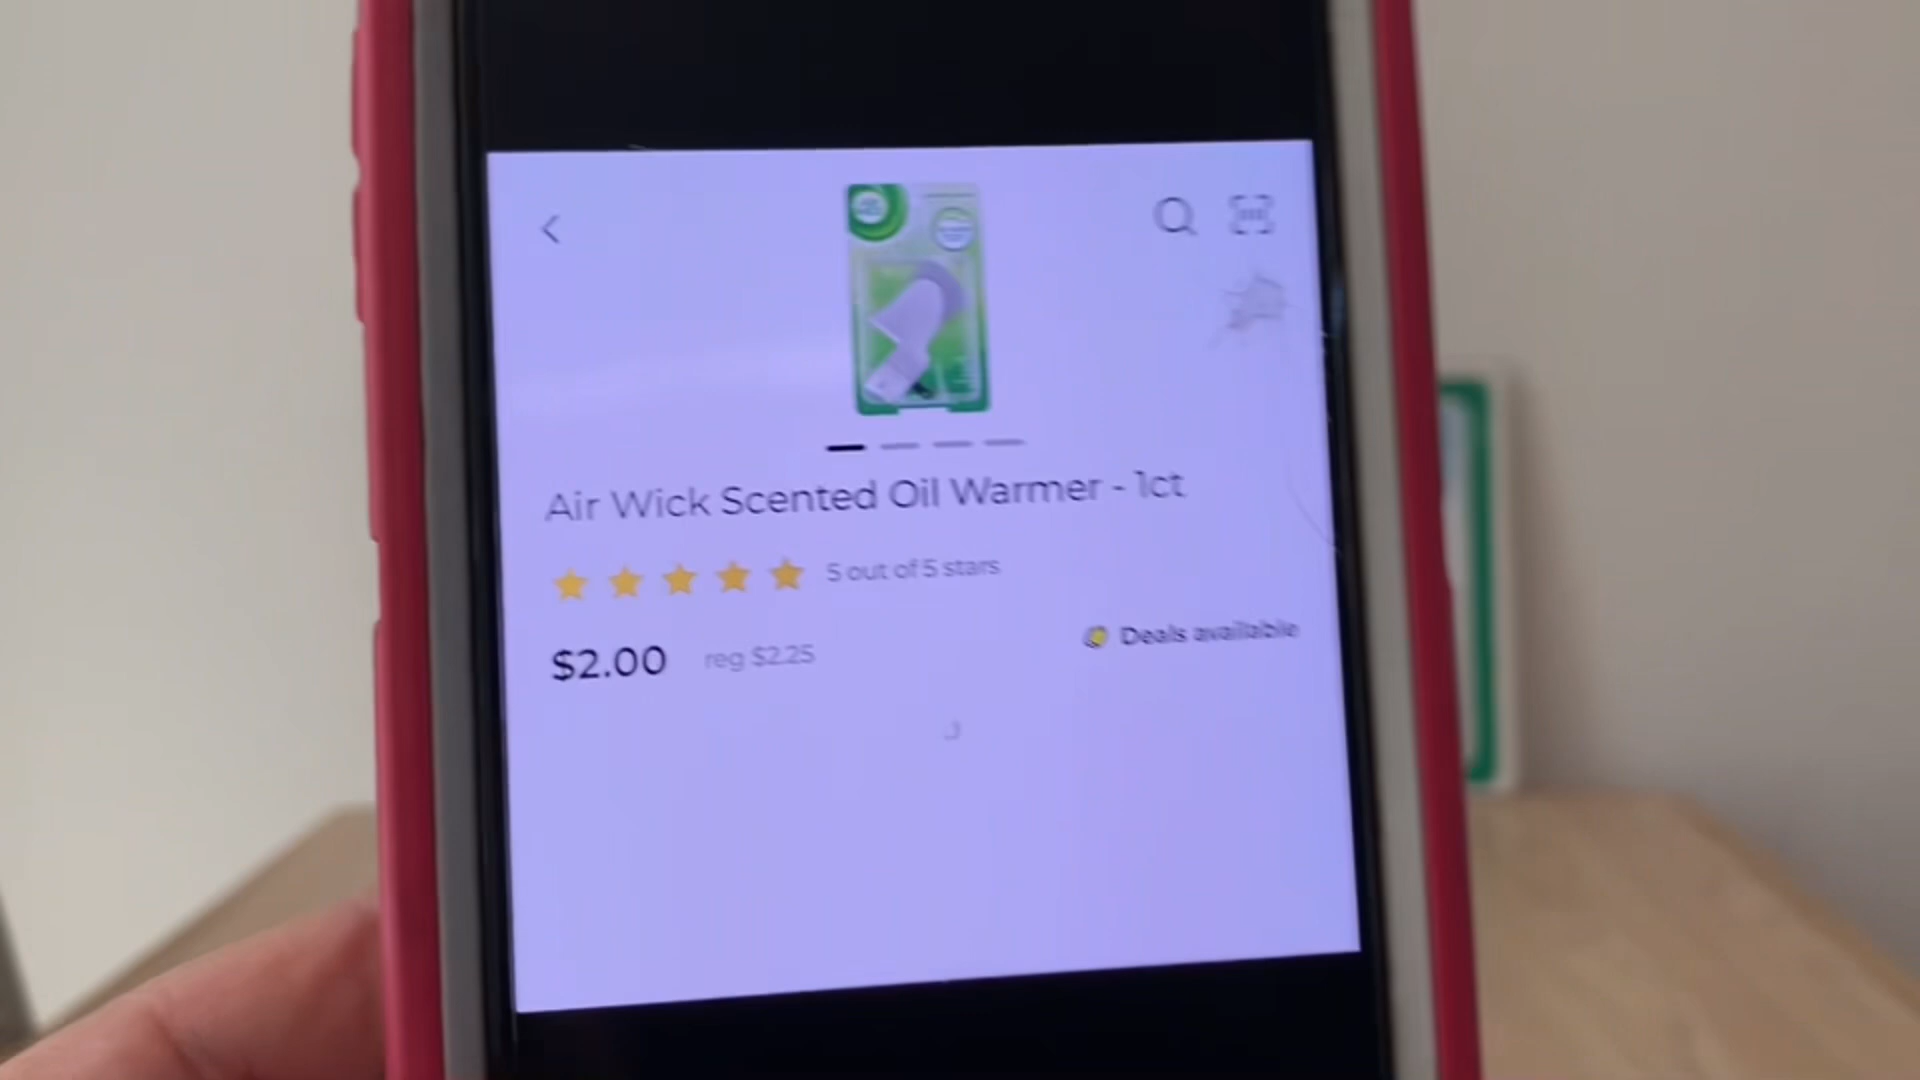 Air Wick Scented Oil Warmer - 1ct
5 out of 5 stars
$2.00 reg $2.25
Deals available